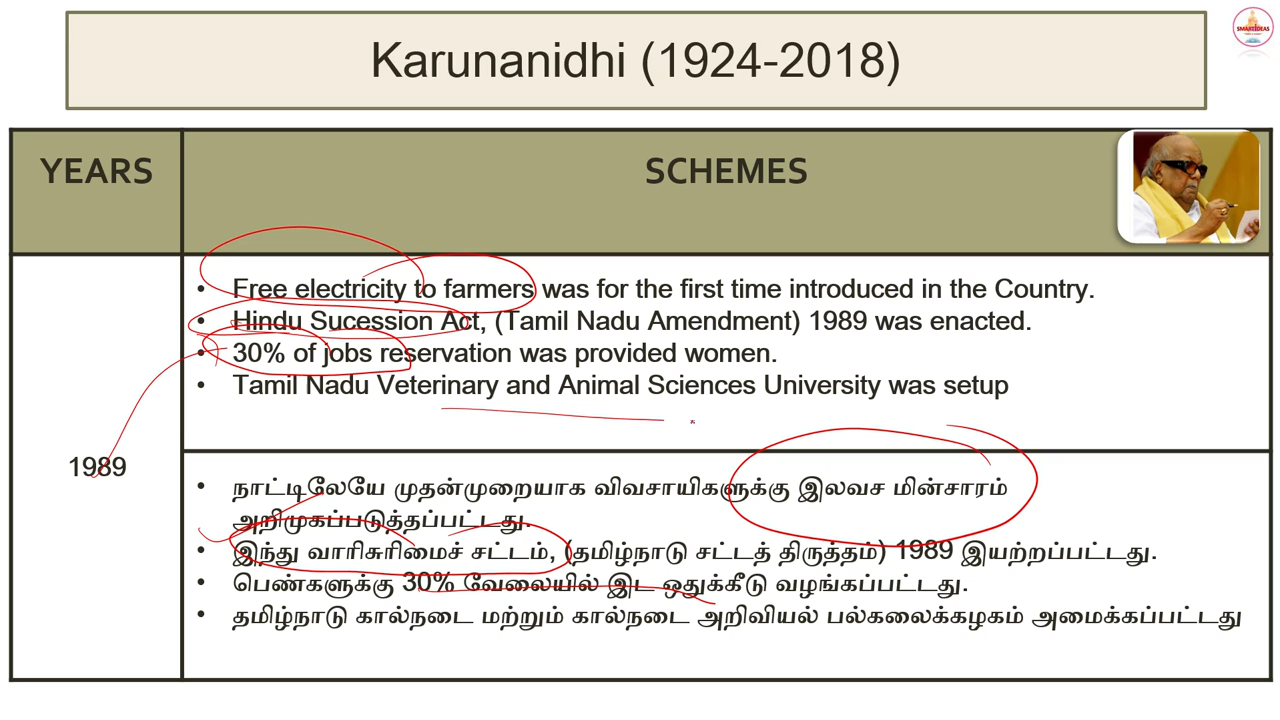 Karunanidhi (1924-2018)
SMARTIDEAS
YEARS
SCHEMES
1989
• Free electricity to farmers was for the first time introduced in the Country.
• Hindu Sucession Act, (Tamil Nadu Amendment) 1989 was enacted.
• 30% of jobs reservation was provided women.
• Tamil Nadu Veterinary and Animal Sciences University was setup
• நாட்டிலேயே முதன்முறையாக விவசாயிகளுக்கு இலவச மின்சாரம்
அறிமுகப்படுத்தப்பட்டது.
• இந்து வாரிசுரிமைச் சட்டம், (தமிழ்நாடு சட்டத் திருத்தம்) 1989 இயற்றப்பட்டது.
• பெண்களுக்கு 30% வேலையில் இட ஒதுக்கீடு வழங்கப்பட்டது.
• தமிழ்நாடு கால்நடை மற்றும் கால்நடை அறிவியல் பல்கலைக்கழகம் அமைக்கப்பட்டது